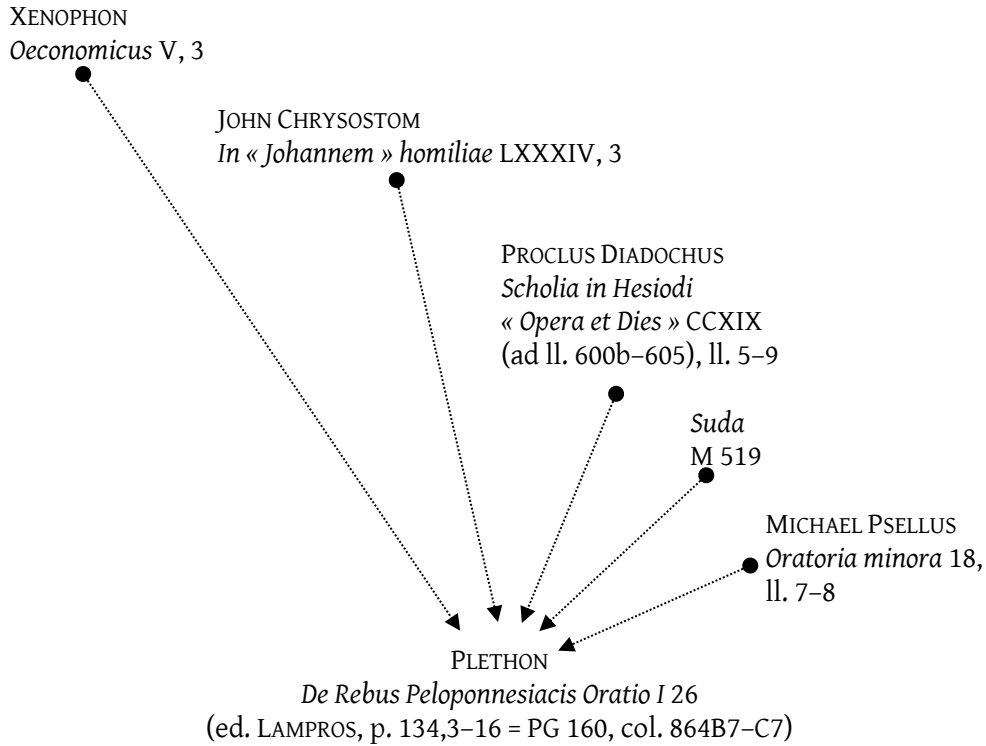 XENOPHON
Oeconomicus V, 3
JOHN CHRYSOSTOM
In « Johannem » homiliae LXXXIV, 3
PROCLUS DIADOCHUS
Scholia in Hesiodi
« Opera et Dies » CCXIX
(ad ll. 600b–605), ll. 5–9
Suda
M 519
MICHAEL PSELLUS
Oratoria minora 18,
ll. 7–8
PLETHON
De Rebus Peloponnesiacis Oratio I 26
(ed. LAMPROS, p. 134,3–16 = PG 160, col. 864B7–C7)